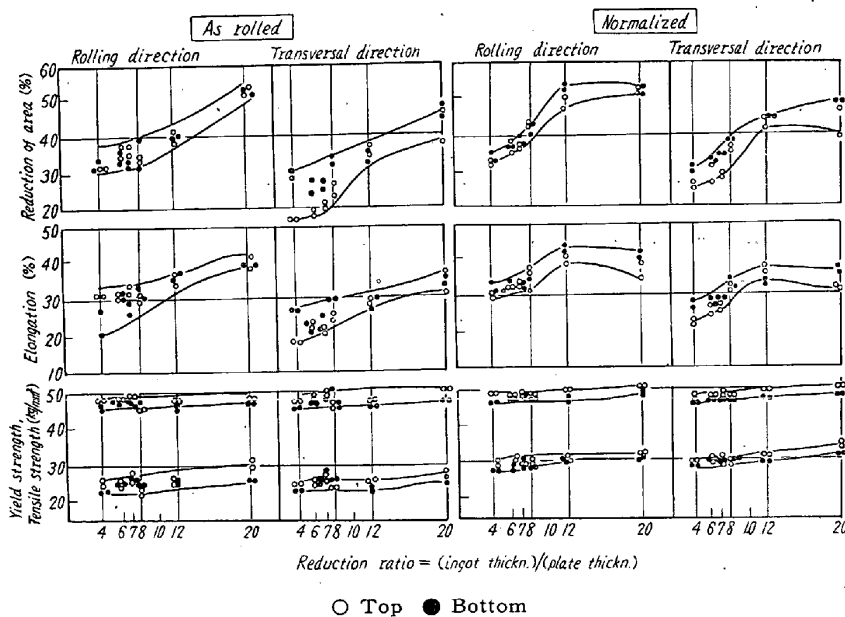 As rolled
Normalized
Rolling direction
Transversal direction
Rolling direction
Transversal direction
Reduction of area (%)
60
50
40
30
20
Elongation (%)
50
40
30
20
10
Yield strength,
Tensile strength (kg/mm²)
50
40
30
20
4 6 7 8 10 12 20
4 6 7 8 10 12 20
4 6 7 8 10 12 20
4 6 7 8 10 12 20
Reduction ratio = (ingot thickn.)/(plate thickn.)
○ Top ● Bottom